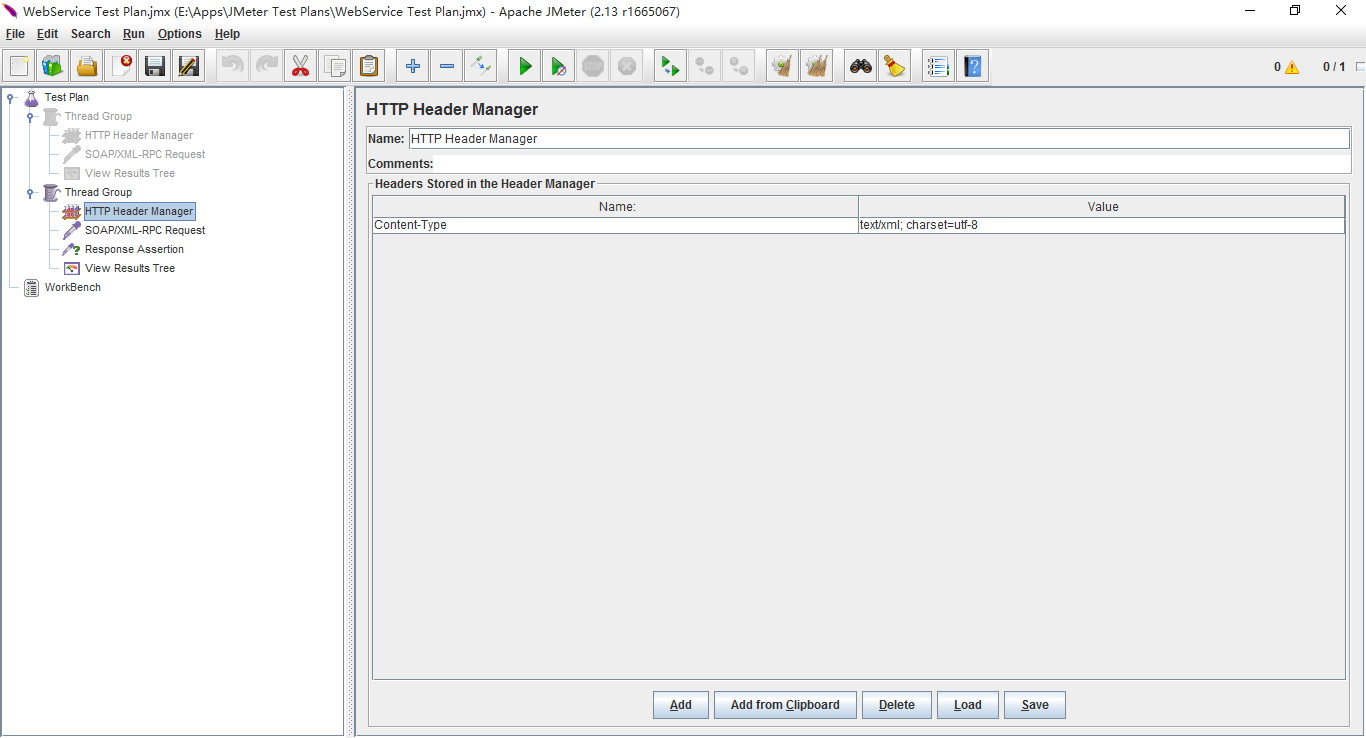 WebService Test Plan.jmx (E:\Apps\JMeter Test Plans\WebService Test Plan.jmx) - Apache JMeter (2.13 r1665067)
File Edit Search Run Options Help
STOP
0 0 / 1
Test Plan
Thread Group
HTTP Header Manager
SOAP/XML-RPC Request
View Results Tree
Thread Group
HTTP Header Manager
SOAP/XML-RPC Request
Response Assertion
View Results Tree
WorkBench
HTTP Header Manager
Name: HTTP Header Manager
Comments:
Headers Stored in the Header Manager
Name: Value
Content-Type text/xml; charset=utf-8
Add Add from Clipboard Delete Load Save